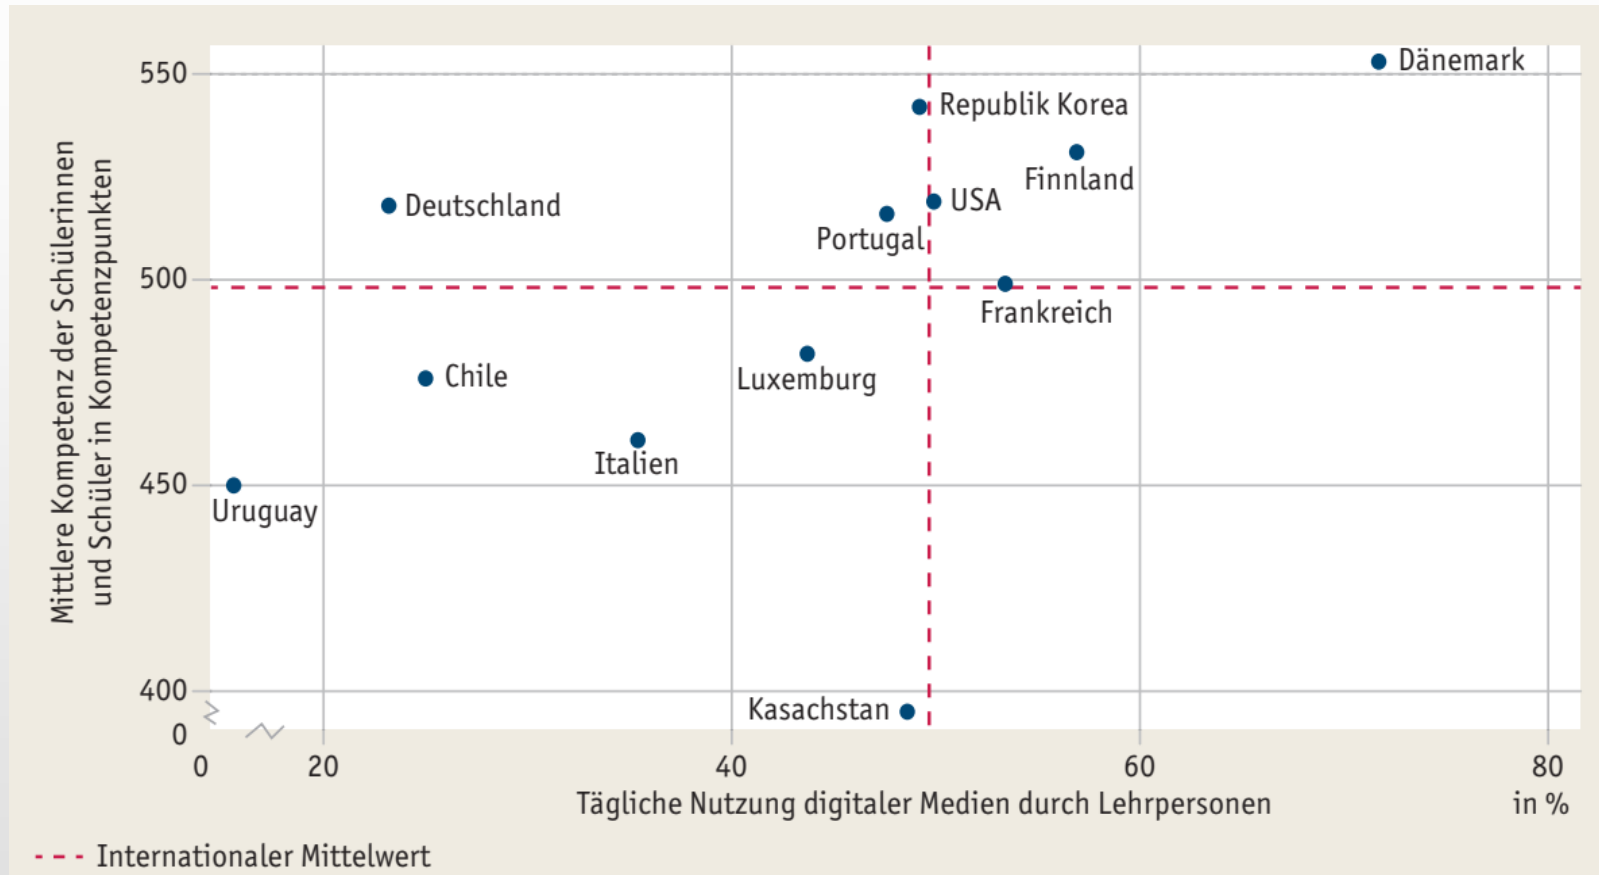 Mittlere Kompetenz der Schülerinnen
und Schüler in Kompetenzpunkten
550
500
450
400
0
Dänemark
Republik Korea
Finnland
USA
Deutschland
Portugal
Frankreich
Luxemburg
Chile
Italien
Uruguay
Kasachstan
0 20 40 60 80
Tägliche Nutzung digitaler Medien durch Lehrpersonen in %
Internationaler Mittelwert